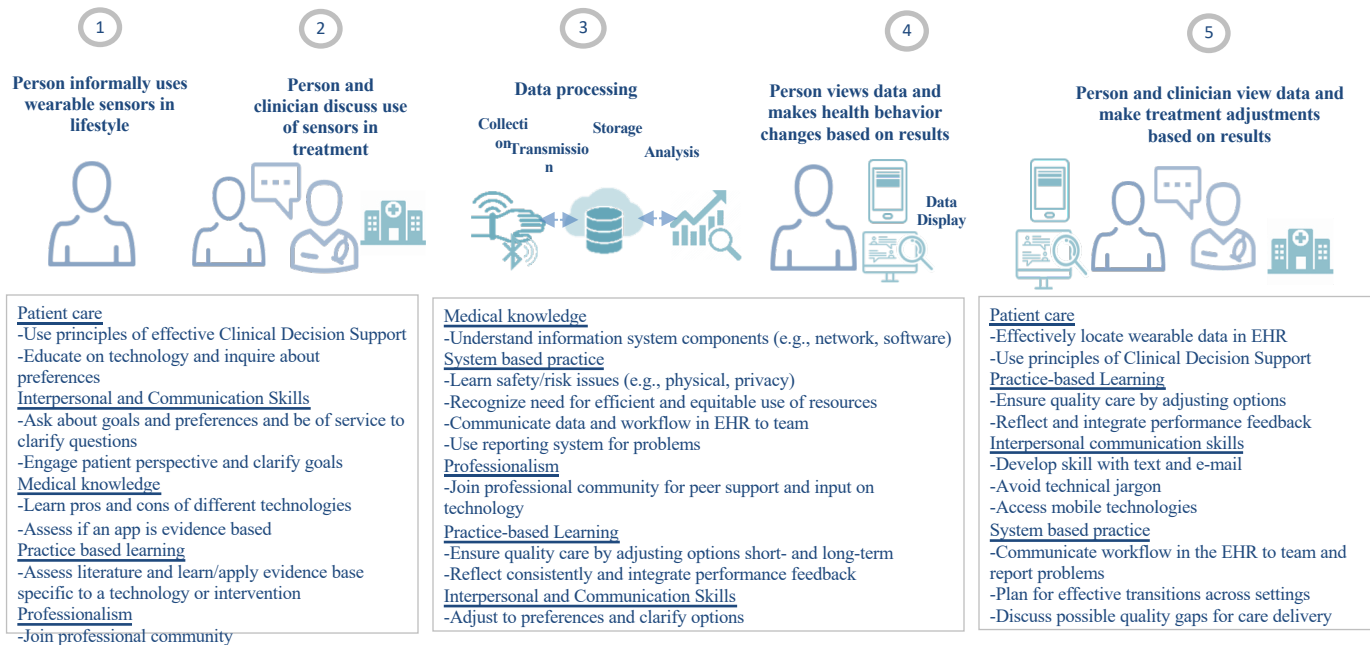 1
2
3
4
5
Person informally uses
wearable sensors in
lifestyle
Person and
clinician discuss use
of sensors in
treatment
Data processing
Collecti
on
Transmissio
n
Storage
Analysis
Person views data and
makes health behavior
changes based on results
Data
Display
Person and clinician view data and
make treatment adjustments
based on results
Patient care
-Use principles of effective Clinical Decision Support
-Educate on technology and inquire about
preferences
Interpersonal and Communication Skills
-Ask about goals and preferences and be of service to
clarify questions
-Engage patient perspective and clarify goals
Medical knowledge
-Learn pros and cons of different technologies
-Assess if an app is evidence based
Practice based learning
-Assess literature and learn/apply evidence base
specific to a technology or intervention
Professionalism
-Join professional community
Medical knowledge
-Understand information system components (e.g., network, software)
System based practice
-Learn safety/risk issues (e.g., physical, privacy)
-Recognize need for efficient and equitable use of resources
-Communicate data and workflow in EHR to team
-Use reporting system for problems
Professionalism
-Join professional community for peer support and input on
technology
Practice-based Learning
-Ensure quality care by adjusting options short- and long-term
-Reflect consistently and integrate performance feedback
Interpersonal and Communication Skills
-Adjust to preferences and clarify options
Patient care
-Effectively locate wearable data in EHR
-Use principles of Clinical Decision Support
Practice-based Learning
-Ensure quality care by adjusting options
-Reflect and integrate performance feedback
Interpersonal communication skills
-Develop skill with text and e-mail
-Avoid technical jargon
-Access mobile technologies
System based practice
-Communicate workflow in the EHR to team and
report problems
-Plan for effective transitions across settings
-Discuss possible quality gaps for care delivery